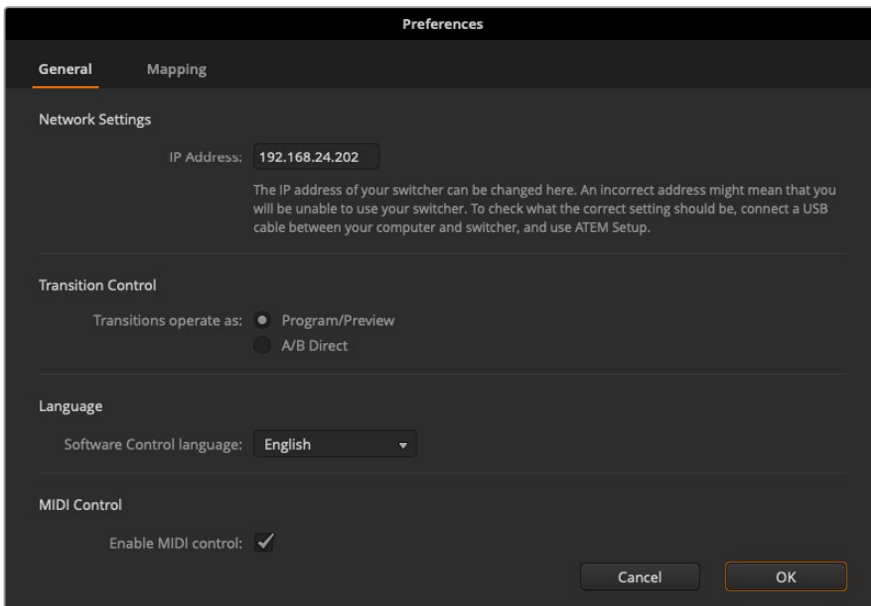 Preferences
General Mapping
Network Settings
IP Address: 192.168.24.202
The IP address of your switcher can be changed here. An incorrect address might mean that you
will be unable to use your switcher. To check what the correct setting should be, connect a USB
cable between your computer and switcher, and use ATEM Setup.
Transition Control
Transitions operate as: Program/Preview
A/B Direct
Language
Software Control language: English
MIDI Control
Enable MIDI control:
Cancel OK